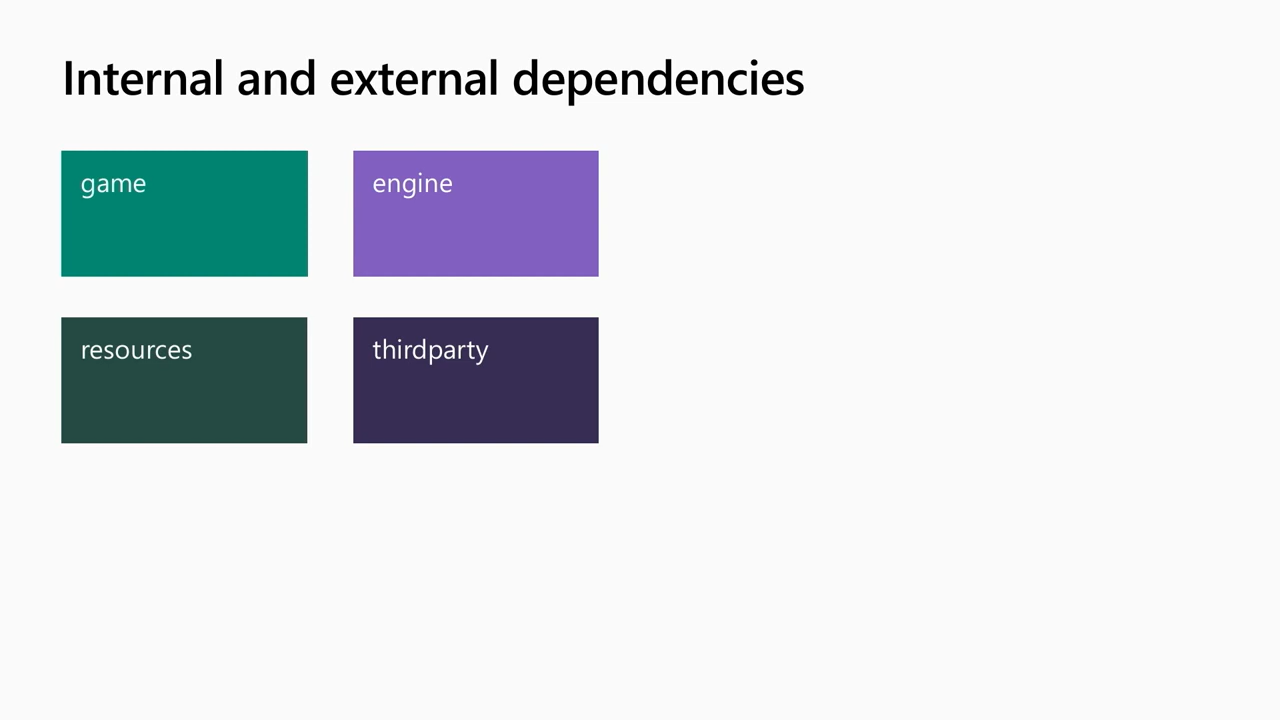 Internal and external dependencies
game
engine
resources
thirdparty